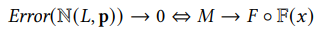 Error(ℕ(L, p)) → 0 ⇔ M → F ∘ 𝔽(x)